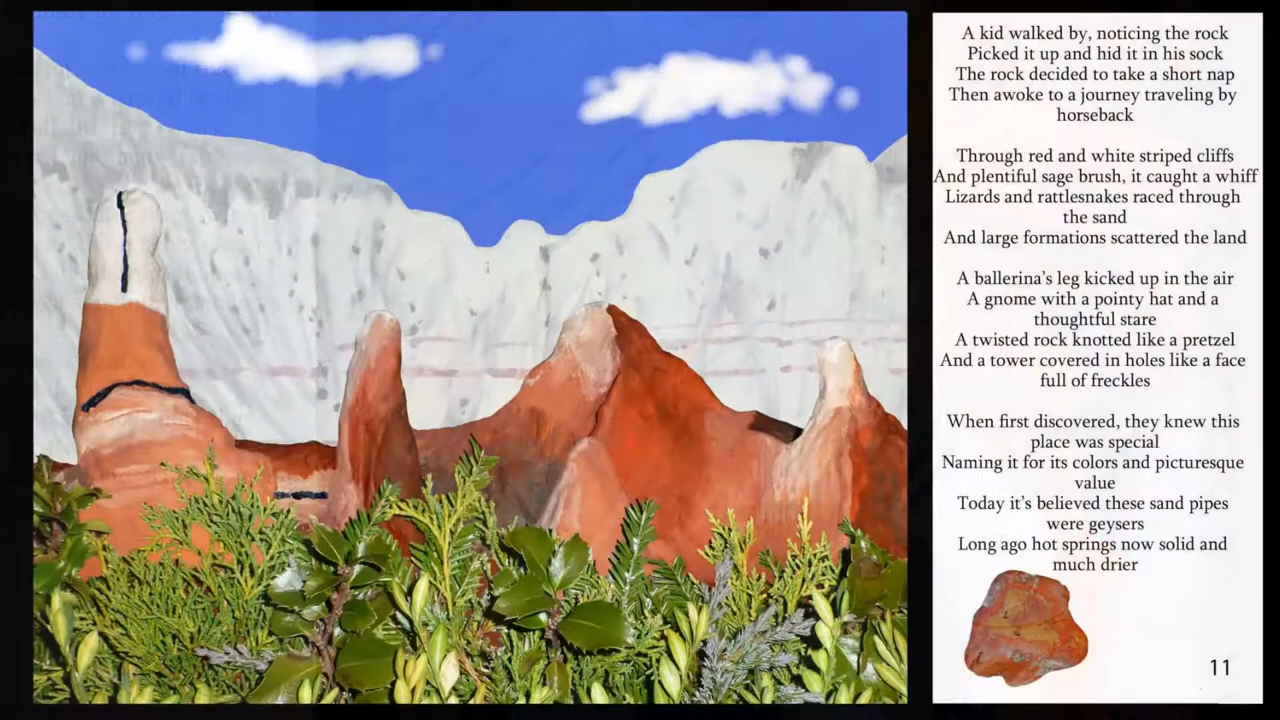 A kid walked by, noticing the rock
Picked it up and hid it in his sock
The rock decided to take a short nap
Then awoke to a journey traveling by
horseback
Through red and white striped cliffs
And plentiful sage brush, it caught a whiff
Lizards and rattlesnakes raced through
the sand
And large formations scattered the land
A ballerina's leg kicked up in the air
A gnome with a pointy hat and a
thoughtful stare
A twisted rock knotted like a pretzel
And a tower covered in holes like a face
full of freckles
When first discovered, they knew this
place was special
Naming it for its colors and picturesque
value
Today it's believed these sand pipes
were geysers
Long ago hot springs now solid and
much drier
11